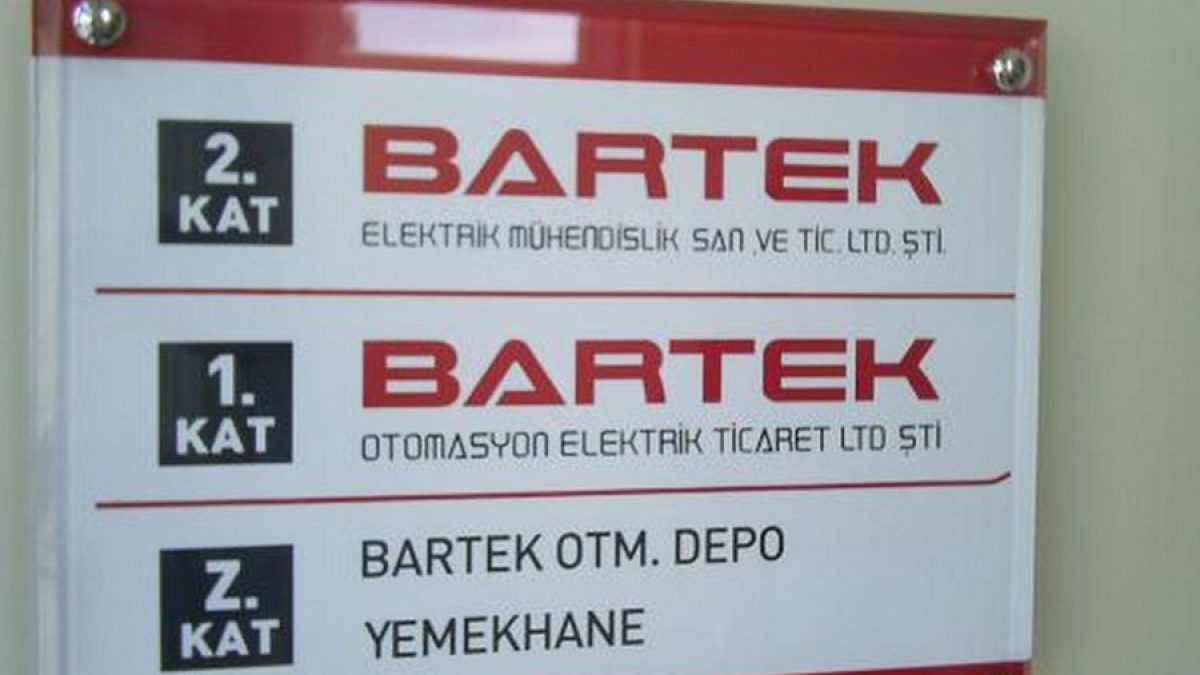 2. KAT
BARTEK
ELEKTRİK MÜHENDİSLİK SAN .VE TİC. LTD. ŞTİ.
1. KAT
BARTEK
OTOMASYON ELEKTRİK TİCARET LTD ŞTİ
Z. KAT
BARTEK OTM. DEPO
YEMEKHANE